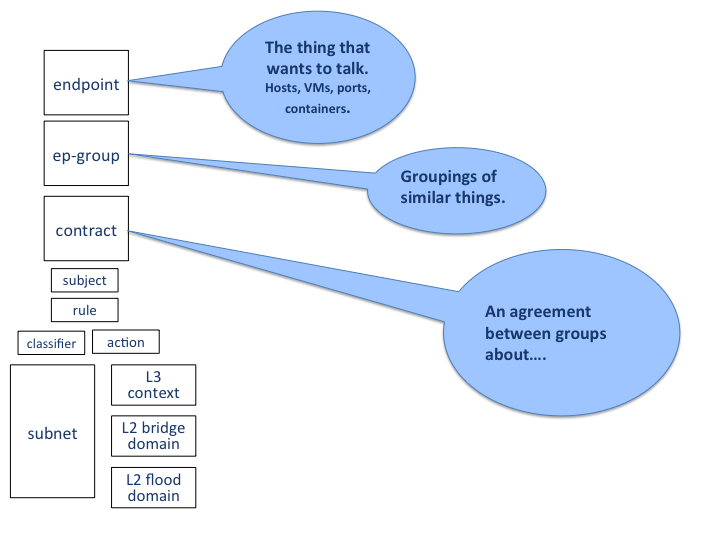 The thing that
wants to talk.
Hosts, VMs, ports,
containers.
endpoint
ep-group
Groupings of
similar things.
contract
subject
An agreement
between groups
about....
rule
classifier
action
L3
context
subnet
L2 bridge
domain
L2 flood
domain